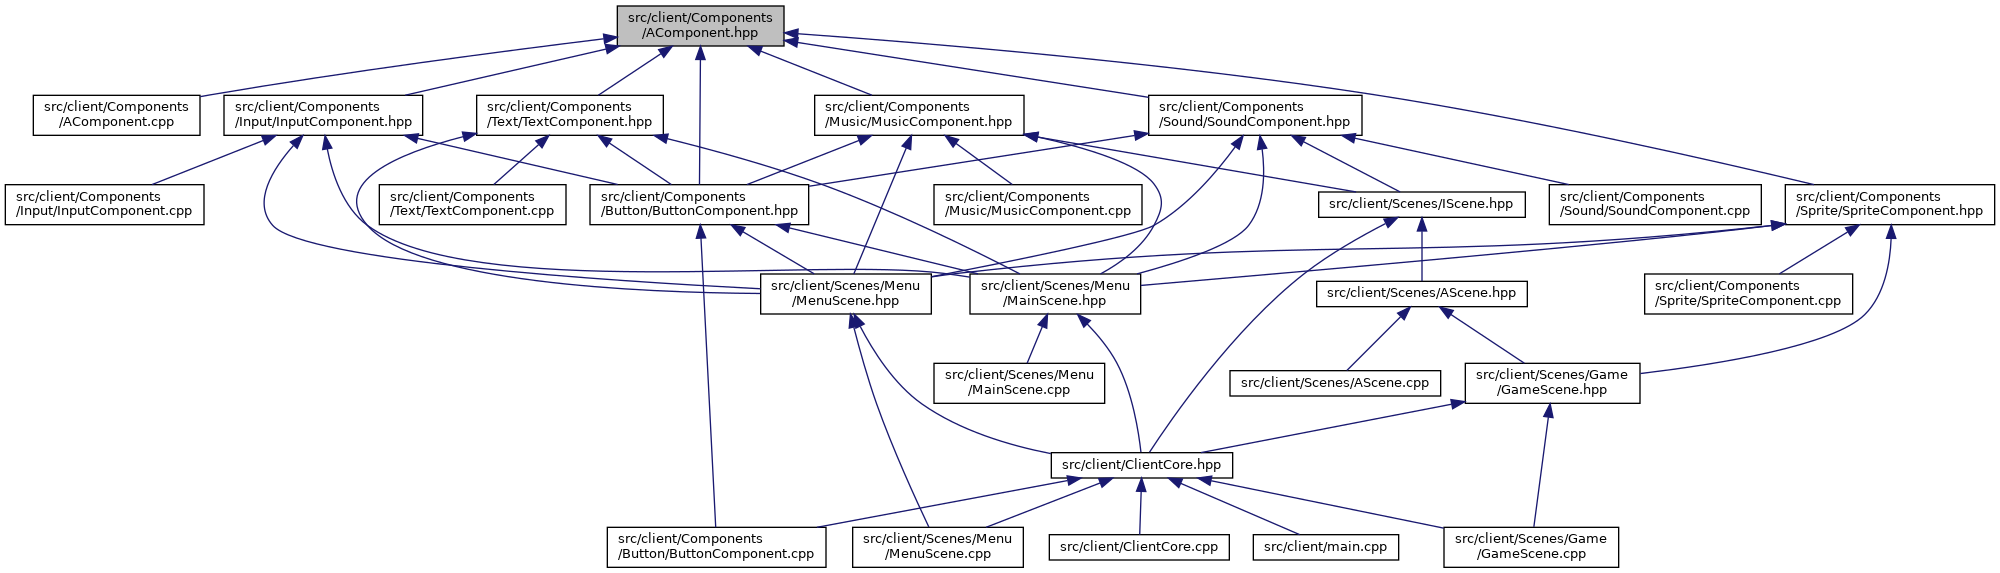 src/client/Components
/AComponent.hpp
src/client/Components
/AComponent.cpp
src/client/Components
/Input/InputComponent.hpp
src/client/Components
/Text/TextComponent.hpp
src/client/Components
/Music/MusicComponent.hpp
src/client/Components
/Sound/SoundComponent.hpp
src/client/Components
/Input/InputComponent.cpp
src/client/Components
/Text/TextComponent.cpp
src/client/Components
/Button/ButtonComponent.hpp
src/client/Components
/Music/MusicComponent.cpp
src/client/Scenes/IScene.hpp
src/client/Components
/Sound/SoundComponent.cpp
src/client/Components
/Sprite/SpriteComponent.hpp
src/client/Scenes/Menu
/MenuScene.hpp
src/client/Scenes/Menu
/MainScene.hpp
src/client/Scenes/AScene.hpp
src/client/Components
/Sprite/SpriteComponent.cpp
src/client/Scenes/Menu
/MainScene.cpp
src/client/Scenes/AScene.cpp
src/client/Scenes/Game
/GameScene.hpp
src/client/ClientCore.hpp
src/client/Components
/Button/ButtonComponent.cpp
src/client/Scenes/Menu
/MenuScene.cpp
src/client/ClientCore.cpp
src/client/main.cpp
src/client/Scenes/Game
/GameScene.cpp